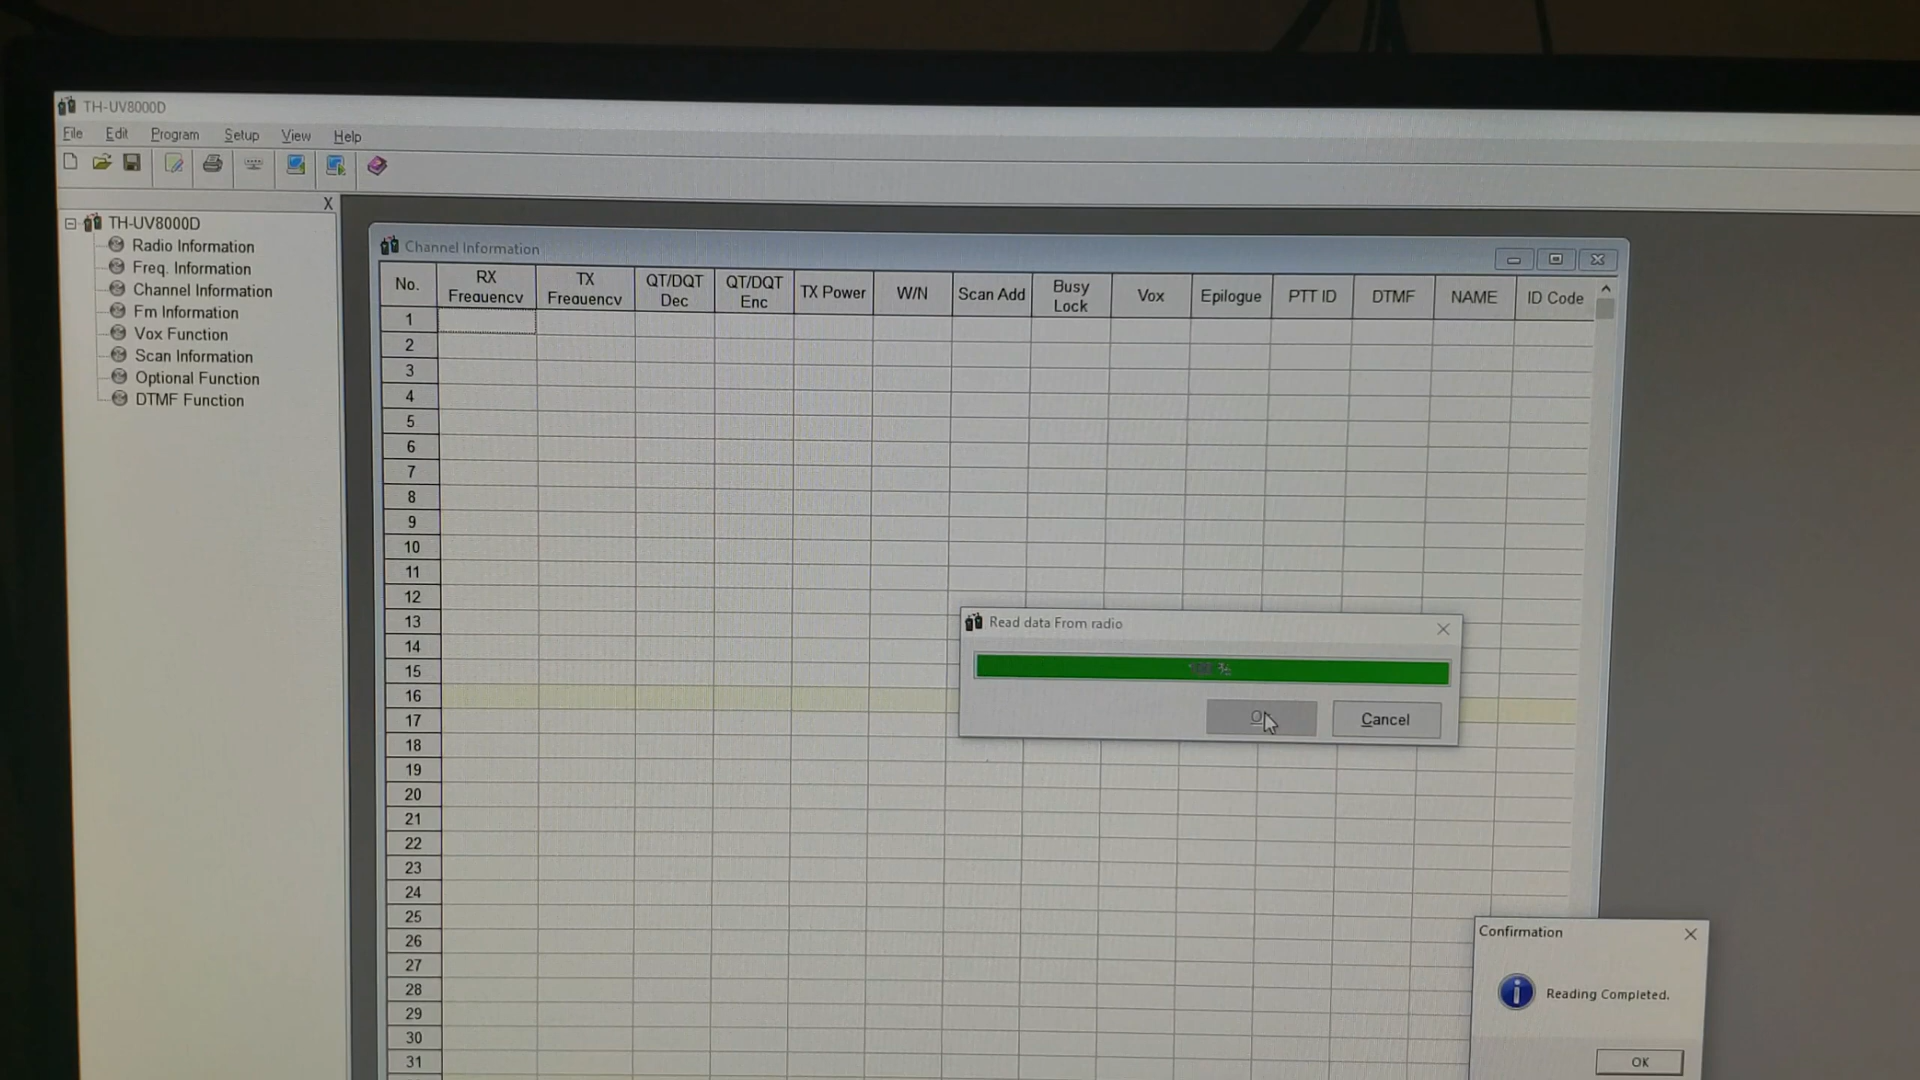 TH-UV8000D
File Edit Program Setup View Help
X
TH-UV8000D
Radio Information
Freq. Information
Channel Information
Fm Information
Vox Function
Scan Information
Optional Function
DTMF Function
Channel Information
No. RX Frequency TX Frequency QT/DQT Dec QT/DQT Enc TX Power W/N Scan Add Busy Lock Vox Epilogue PTT ID DTMF NAME ID Code
1
2
3
4
5
6
7
8
9
10
11
12
13
14
15
16
17
18
19
20
21
22
23
24
25
26
27
28
29
30
31
Read data From radio
%
Cancel
Confirmation
Reading Completed.
OK